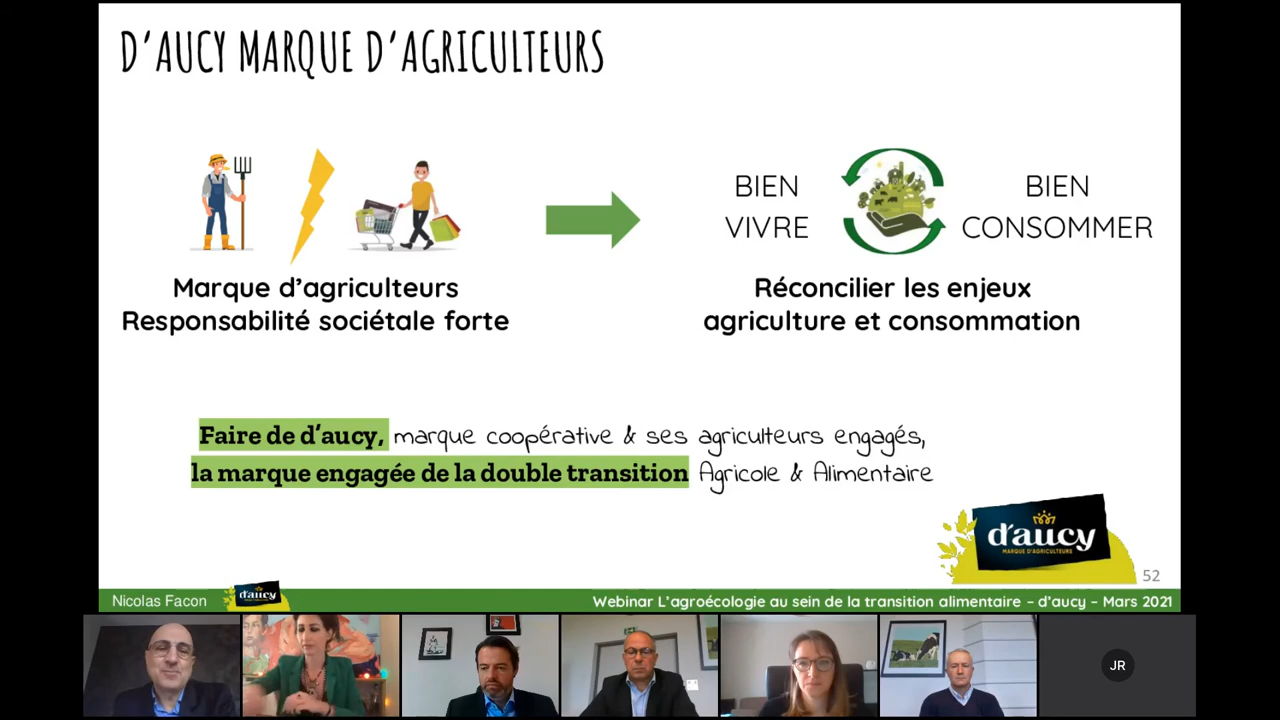 D'AUCY MARQUE D'AGRICULTEURS
BIEN
VIVRE
BIEN
CONSOMMER
Marque d'agriculteurs
Responsabilité sociétale forte
Réconcilier les enjeux
agriculture et consommation
Faire de d'aucy, marque coopérative & ses agriculteurs engagés,
la marque engagée de la double transition Agricole & Alimentaire
d'aucy
MARQUE D'AGRICULTEURS
52
Nicolas Facon
d'aucy
Webinar L'agroécologie au sein de la transition alimentaire – d'aucy – Mars 2021
JR